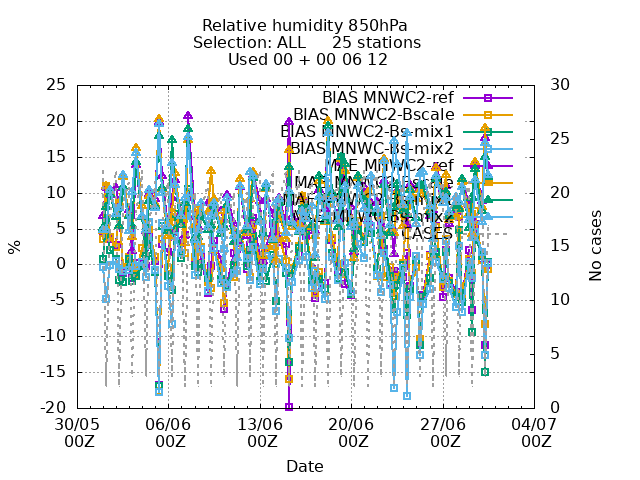 Relative humidity 850hPa
Selection: ALL     25 stations
Used 00 + 00 06 12
25
20
15
10
5
0
-5
-10
-15
-20
%
30
25
20
15
10
5
0
No cases
BIAS MNWC2-ref
BIAS MNWC2-Bscale
BIAS MNWC2-Bs-mix1
BIAS MNWC-Bs-mix2
MAE MNWC2-ref
CASES
30/05 06/06 13/06 20/06 27/06 04/07
00Z 00Z 00Z 00Z 00Z 00Z
Date